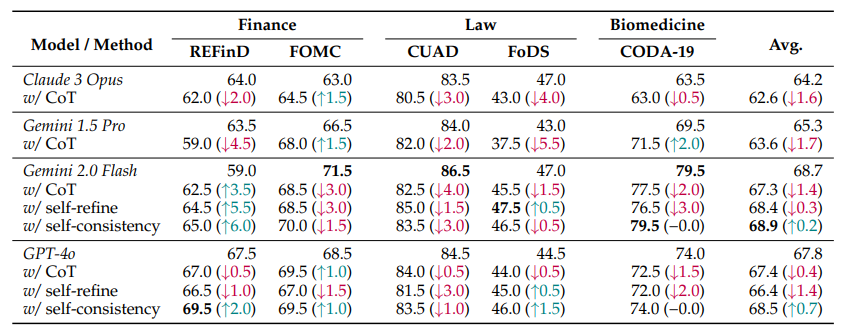 Model / Method Finance Law Biomedicine Avg.
REFinD FOMC CUAD FoDS CODA-19
Claude 3 Opus 64.0 63.0 83.5 47.0 63.5 64.2
w/ CoT 62.0 (↓2.0) 64.5 (↑1.5) 80.5 (↓3.0) 43.0 (↓4.0) 63.0 (↓0.5) 62.6 (↓1.6)
Gemini 1.5 Pro 63.5 66.5 84.0 43.0 69.5 65.3
w/ CoT 59.0 (↓4.5) 68.0 (↑1.5) 82.0 (↓2.0) 37.5 (↓5.5) 71.5 (↑2.0) 63.6 (↓1.7)
Gemini 2.0 Flash 59.0 71.5 86.5 47.0 79.5 68.7
w/ CoT 62.5 (↑3.5) 68.5 (↓3.0) 82.5 (↓4.0) 45.5 (↓1.5) 77.5 (↓2.0) 67.3 (↓1.4)
w/ self-refine 64.5 (↑5.5) 68.5 (↓3.0) 85.0 (↓1.5) 47.5 (↑0.5) 76.5 (↓3.0) 68.4 (↓0.3)
w/ self-consistency 65.0 (↑6.0) 70.0 (↓1.5) 83.5 (↓3.0) 46.5 (↓0.5) 79.5 (−0.0) 68.9 (↑0.2)
GPT-4o 67.5 68.5 84.5 44.5 74.0 67.8
w/ CoT 67.0 (↓0.5) 69.5 (↑1.0) 84.0 (↓0.5) 44.0 (↓0.5) 72.5 (↓1.5) 67.4 (↓0.4)
w/ self-refine 66.5 (↓1.0) 67.0 (↓1.5) 81.5 (↓3.0) 45.0 (↑0.5) 72.0 (↓2.0) 66.4 (↓1.4)
w/ self-consistency 69.5 (↑2.0) 69.5 (↑1.0) 83.5 (↓1.0) 46.0 (↑1.5) 74.0 (−0.0) 68.5 (↑0.7)